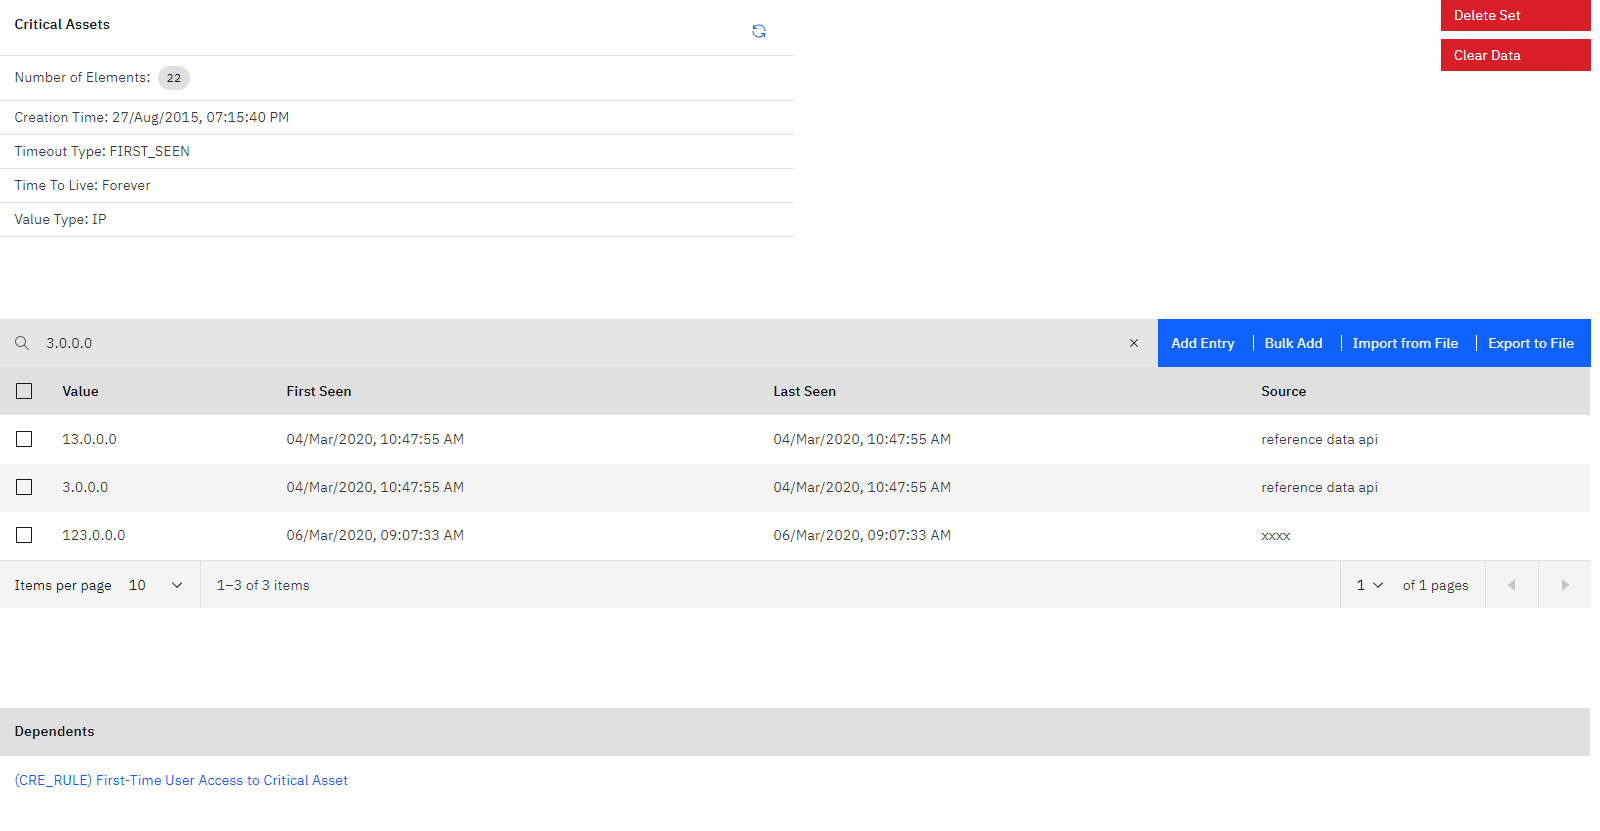 Critical Assets
Delete Set
Clear Data
Number of Elements: 22
Creation Time: 27/Aug/2015, 07:15:40 PM
Timeout Type: FIRST_SEEN
Time To Live: Forever
Value Type: IP
3.0.0.0
Add Entry | Bulk Add | Import from File | Export to File
Value First Seen Last Seen Source
13.0.0.0 04/Mar/2020, 10:47:55 AM 04/Mar/2020, 10:47:55 AM reference data api
3.0.0.0 04/Mar/2020, 10:47:55 AM 04/Mar/2020, 10:47:55 AM reference data api
123.0.0.0 06/Mar/2020, 09:07:33 AM 06/Mar/2020, 09:07:33 AM xxxx
Items per page 10 1–3 of 3 items 1 of 1 pages
Dependents
(CRE_RULE) First-Time User Access to Critical Asset